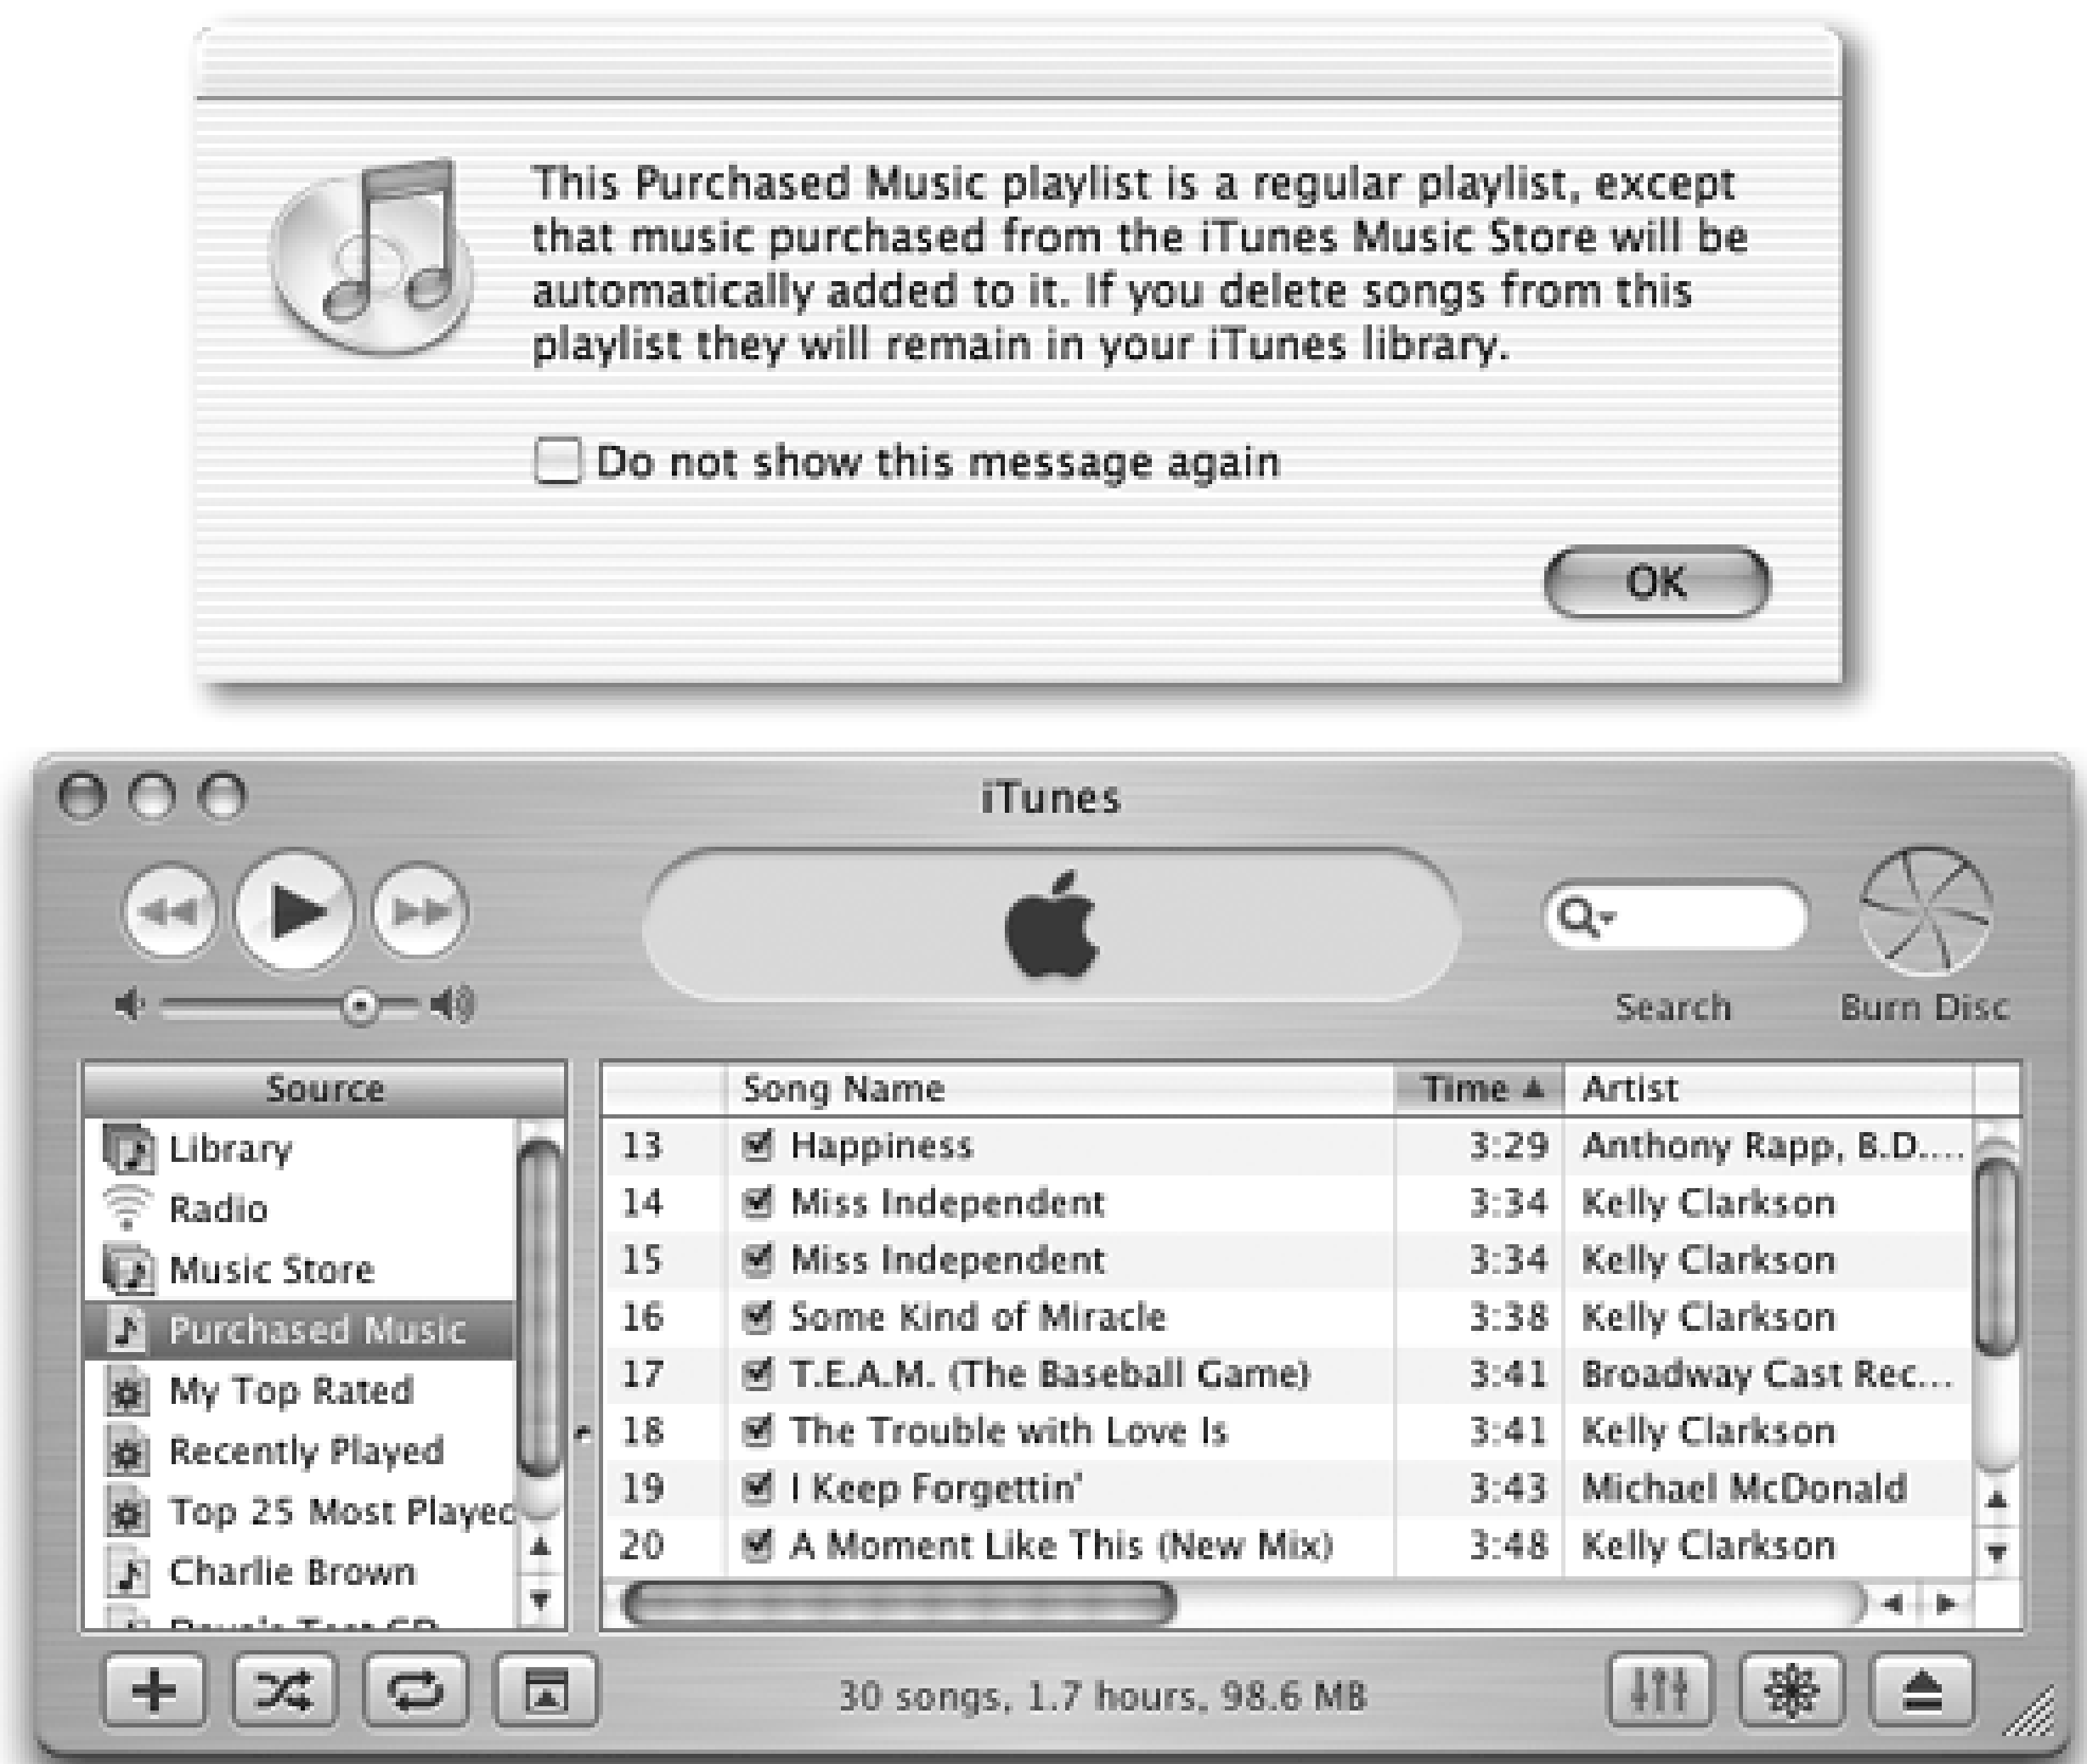 This Purchased Music playlist is a regular playlist, except
that music purchased from the iTunes Music Store will be
automatically added to it. If you delete songs from this
playlist they will remain in your iTunes library.
Do not show this message again
OK
iTunes
Search
Burn Disc
Source
Library
Radio
Music Store
Purchased Music
My Top Rated
Recently Played
Top 25 Most Played
Charlie Brown
Song Name Time Artist
13 Happiness 3:29 Anthony Rapp, B.D....
14 Miss Independent 3:34 Kelly Clarkson
15 Miss Independent 3:34 Kelly Clarkson
16 Some Kind of Miracle 3:38 Kelly Clarkson
17 T.E.A.M. (The Baseball Game) 3:41 Broadway Cast Rec...
18 The Trouble with Love Is 3:41 Kelly Clarkson
19 I Keep Forgettin' 3:43 Michael McDonald
20 A Moment Like This (New Mix) 3:48 Kelly Clarkson
30 songs, 1.7 hours, 98.6 MB